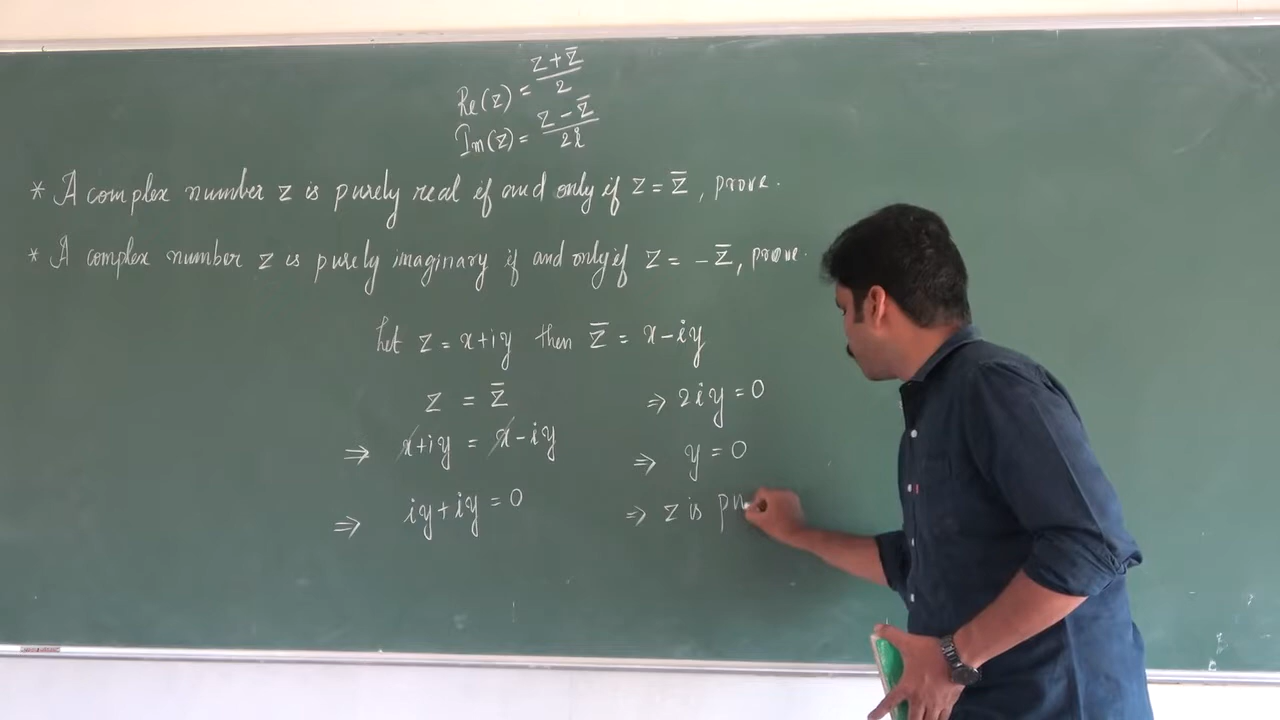 Re(z) = z + z̄ / 2
Im(z) = z − z̄ / 2i
* A complex number z is purely real if and only if z = z̄, prove.
* A complex number z is purely imaginary if and only if z = − z̄, prove.
Let z = x+iy then z̄ = x−iy
z = z̄
⇒ x+iy = x−iy
⇒ iy+iy = 0
⇒ 2iy = 0
⇒ y = 0
⇒ z is pu